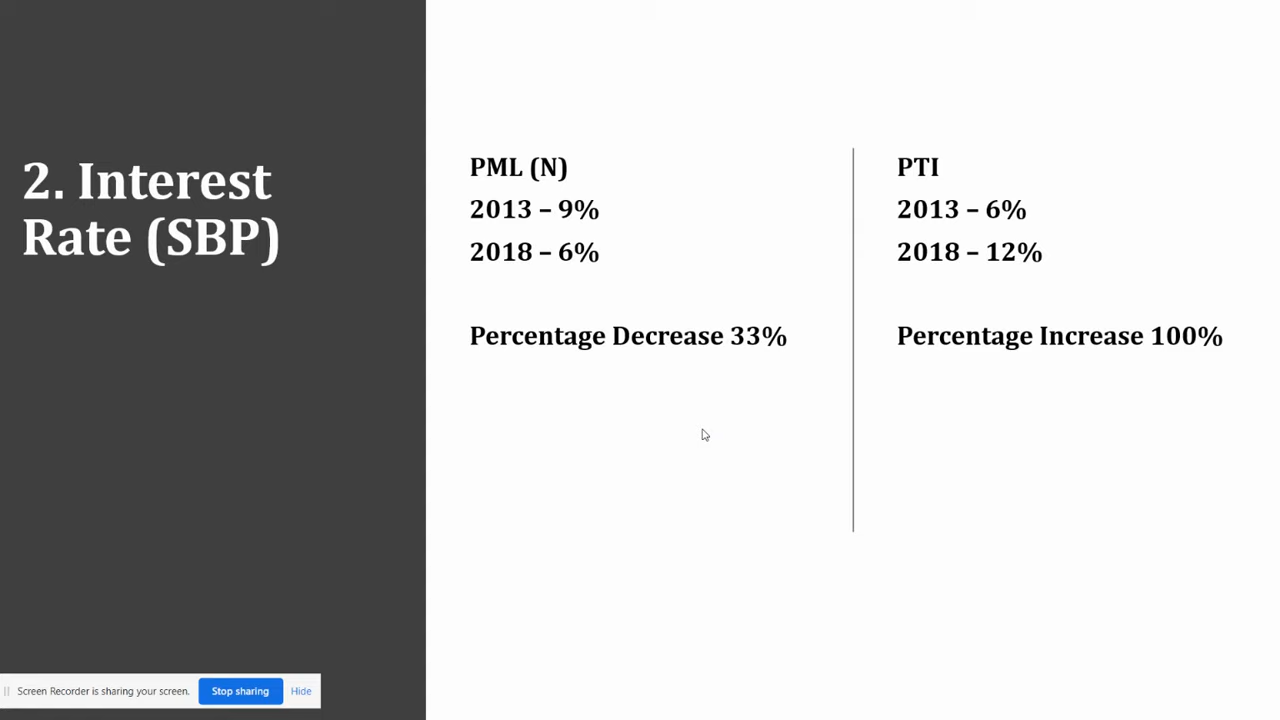 2. Interest
Rate (SBP)
PML (N)
2013 – 9%
2018 – 6%
Percentage Decrease 33%
PTI
2013 – 6%
2018 – 12%
Percentage Increase 100%
Screen Recorder is sharing your screen.
Stop sharing
Hide